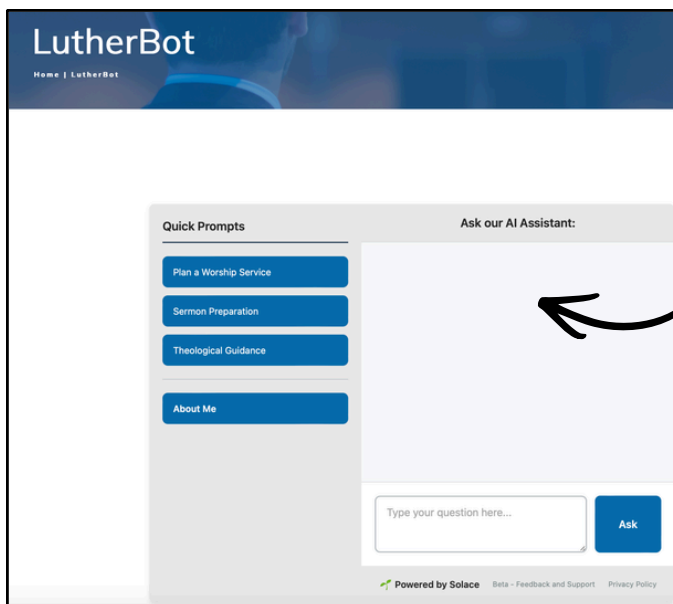 LutherBot
Home | LutherBot
Quick Prompts
Plan a Worship Service
Sermon Preparation
Theological Guidance
About Me
Ask our AI Assistant:
Type your question here...
Ask
Powered by Solace
Beta - Feedback and Support
Privacy Policy